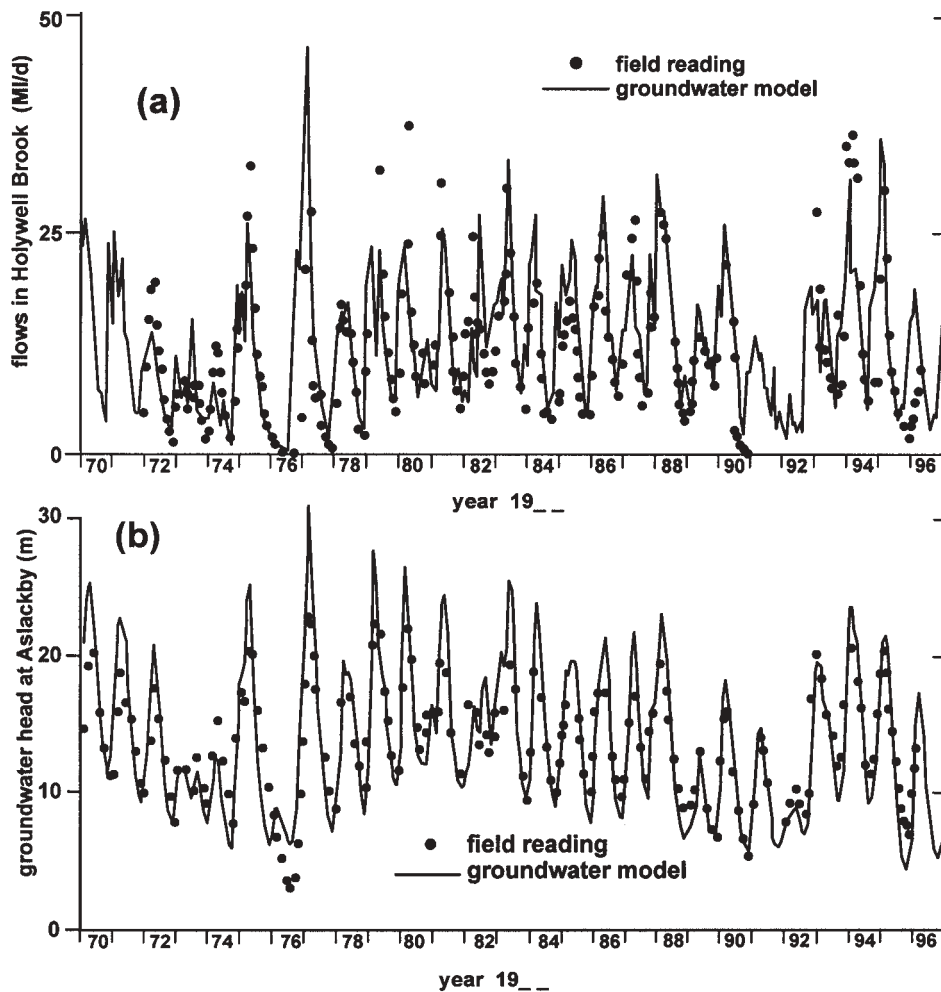 50
(a)
field reading
groundwater model
flows in Holywell Brook (Ml/d)
25
0
70 72 74 76 78 80 82 84 86 88 90 92 94 96
year 19_ _
30
(b)
groundwater head at Aslackby (m)
20
10
field reading
groundwater model
0
70 72 74 76 78 80 82 84 86 88 90 92 94 96
year 19_ _